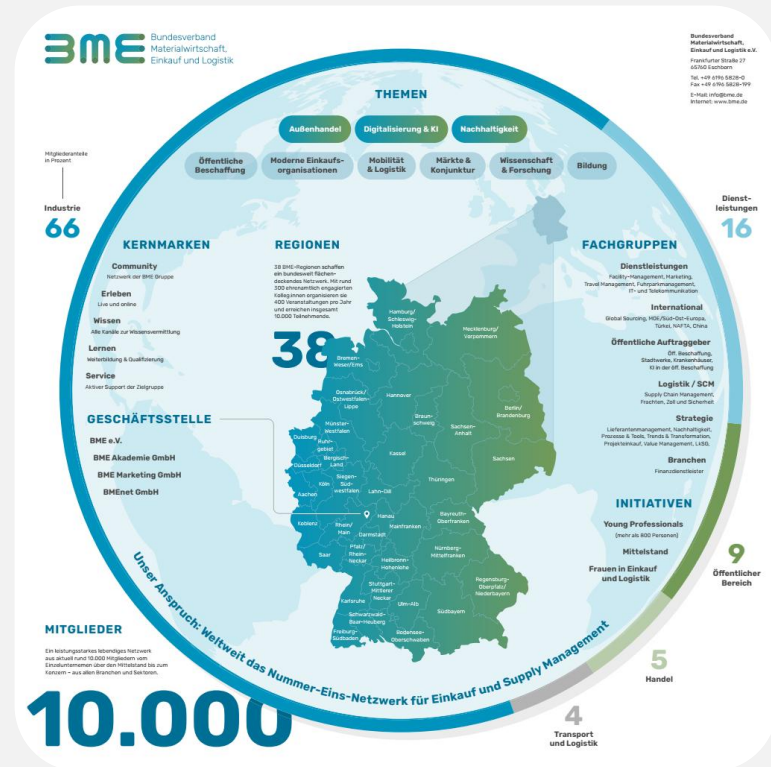 BME
Bundesverband
Materialwirtschaft,
Einkauf und Logistik
Bundesverband
Materialwirtschaft,
Einkauf und Logistik e.V.
Frankfurter Straße 27
65760 Eschborn
Tel. +49 6196 5828-0
Fax +49 6196 5828-199
E-Mail: info@bme.de
Internet: www.bme.de
THEMEN
Außenhandel
Digitalisierung & KI
Nachhaltigkeit
Öffentliche
Beschaffung
Moderne Einkaufs-
organisationen
Mobilität
& Logistik
Märkte &
Konjunktur
Wissenschaft
& Forschung
Bildung
Mitgliederanteile
in Prozent
Industrie
66
Dienst-
leistungen
16
KERNMARKEN
Community
Netzwerk der BME Gruppe
Erleben
Live und online
Wissen
Alle Kanäle zur Wissensvermittlung
Lernen
Weiterbildung & Qualifizierung
Service
Aktiver Support der Zielgruppe
REGIONEN
38 BME-Regionen schaffen
ein bundesweit flächen-
deckendes Netzwerk. Mit rund
300 ehrenamtlich engagierten
Kolleg:innen organisieren sie
400 Veranstaltungen pro Jahr
und erreichen insgesamt
10.000 Teilnehmende.
38
FACHGRUPPEN
Dienstleistungen
Facility-Management, Marketing,
Travel Management, Fuhrparkmanagement,
IT- und Telekommunikation
International
Global Sourcing, MOE/Süd-Ost-Europa,
Türkei, NAFTA, China
Öffentliche Auftraggeber
Öff. Beschaffung,
Stadtwerke, Krankenhäuser,
KI in der öff. Beschaffung
Logistik / SCM
Supply Chain Management,
Frachten, Zoll und Sicherheit
Strategie
Lieferantenmanagement, Nachhaltigkeit,
Prozesse & Tools, Trends & Transformation,
Projekteinkauf, Value Management, LkSG,
Branchen
Finanzdienstleister
GESCHÄFTSSTELLE
BME e.V.
BME Akademie GmbH
BME Marketing GmbH
BMEnet GmbH
Hamburg/
Schleswig-
Holstein
Mecklenburg/
Vorpommern
Bremen-
Weser/Ems
Osnabrück/
Ostwestfalen-
Lippe
Hannover
Berlin/
Brandenburg
Münster-
Westfalen
Braun-
schweig
Sachsen-
Anhalt
Duisburg
Ruhr-
gebiet
Kassel
Sachsen
Düsseldorf
Bergisch-
Land
Köln
Siegen-
Süd-
westfalen
Thüringen
Aachen
Lahn-Dill
Koblenz
Rhein/
Main
Hanau
Darmstadt
Mainfranken
Bayreuth-
Oberfranken
Saar
Pfalz/
Rhein-
Neckar
Heilbronn-
Hohenlohe
Nürnberg-
Mittelfranken
Karlsruhe
Stuttgart-
Mittlerer
Neckar
Ulm-Alb
Regensburg-
Oberpfalz/
Niederbayern
Schwarzwald-
Baar-Heuberg
Südbayern
Freiburg-
Südbaden
Bodensee-
Oberschwaben
INITIATIVEN
Young Professionals
(mehr als 800 Personen)
Mittelstand
Frauen in Einkauf
und Logistik
9
Öffentlicher
Bereich
5
Handel
4
Transport
und Logistik
Unser Anspruch: Weltweit das Nummer-Eins-Netzwerk für Einkauf und Supply Management
MITGLIEDER
Ein leistungsstarkes lebendiges Netzwerk
aus aktuell rund 10.000 Mitgliedern vom
Einzelunternemen über den Mittelstand bis zum
Konzern – aus allen Branchen und Sektoren.
10.000